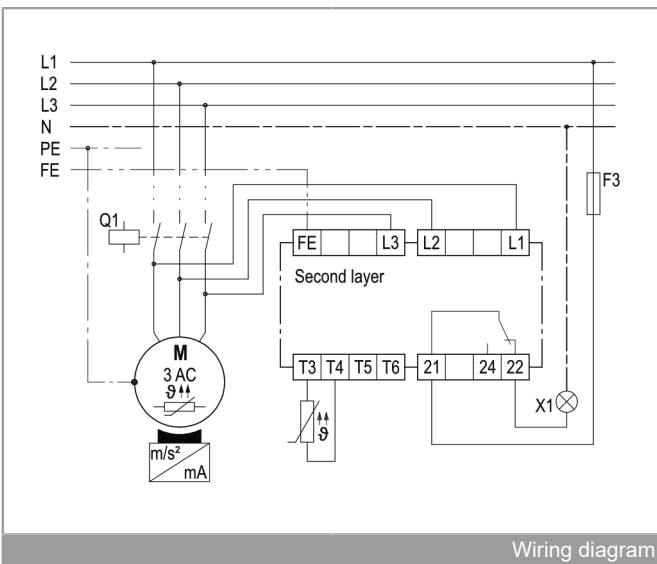 L1
L2
L3
N
PE
FE
F3
Q1
FE L3 L2 L1
Second layer
M
3 AC
ϑ
T3 T4 T5 T6 21 24 22
X1
ϑ
m/s²
mA
Wiring diagram